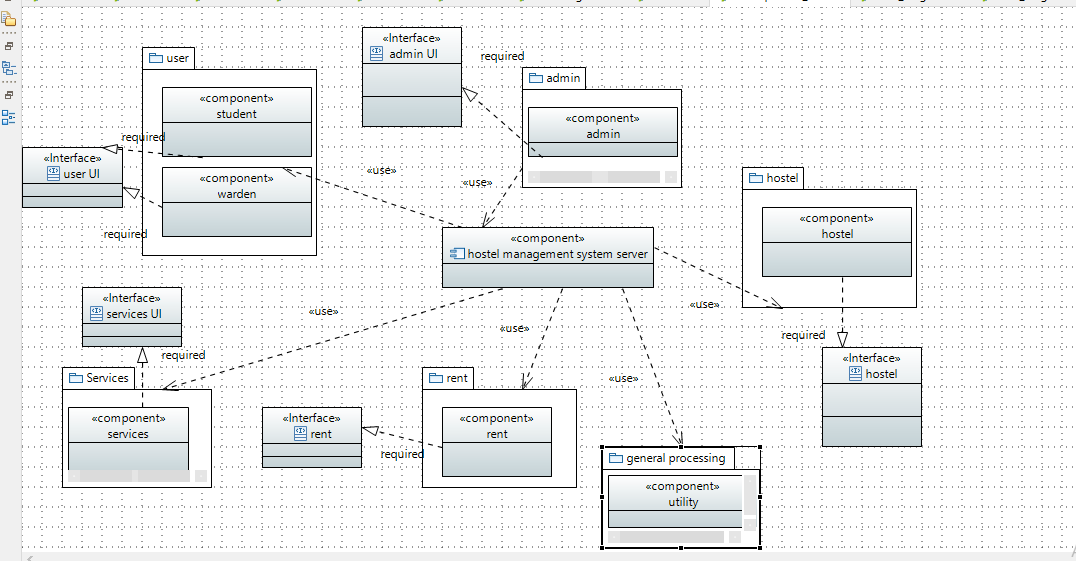 «Interface»
admin UI
required
user
admin
«component»
student
«component»
admin
required
«Interface»
user UI
«component»
warden
«use»
«use»
hostel
required
«component»
hostel
«component»
hostel management system server
«Interface»
services UI
«use»
«use»
«use»
required
required
Services
rent
«use»
«Interface»
hostel
«component»
services
«Interface»
rent
«component»
rent
required
general processing
«component»
utility